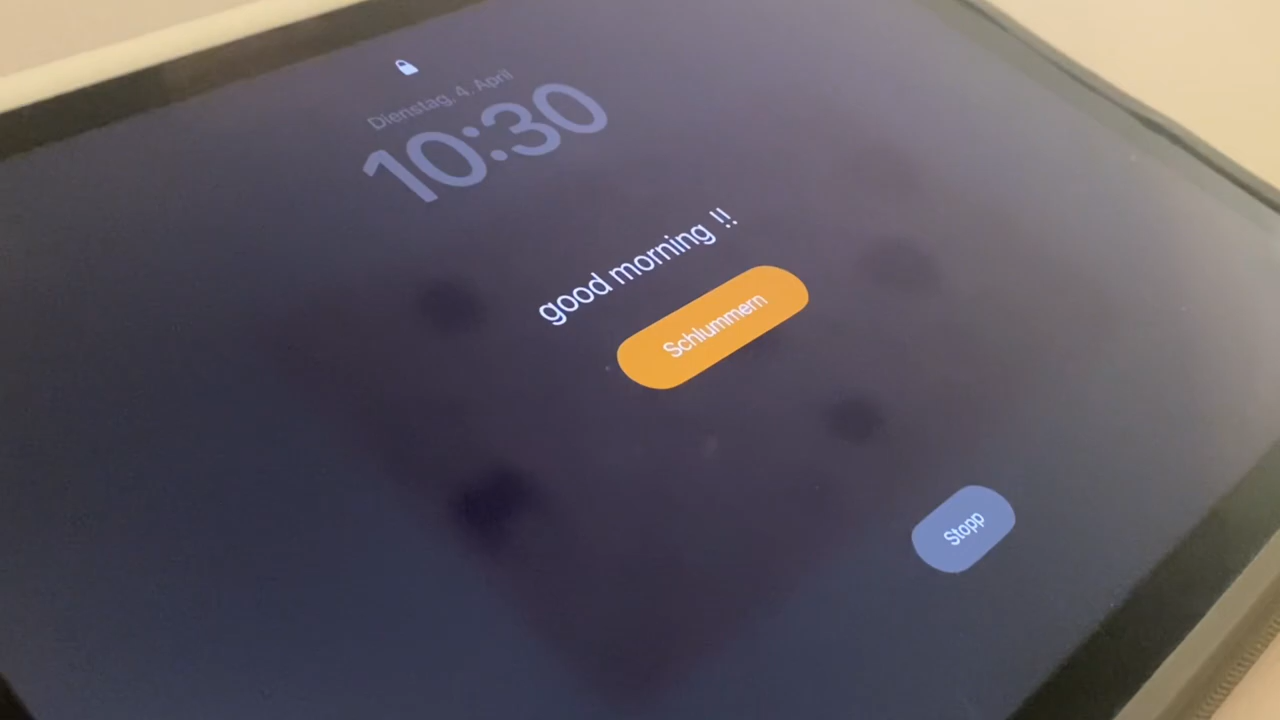 Dienstag, 4. April
10:30
good morning !!
Schlummern
Stopp